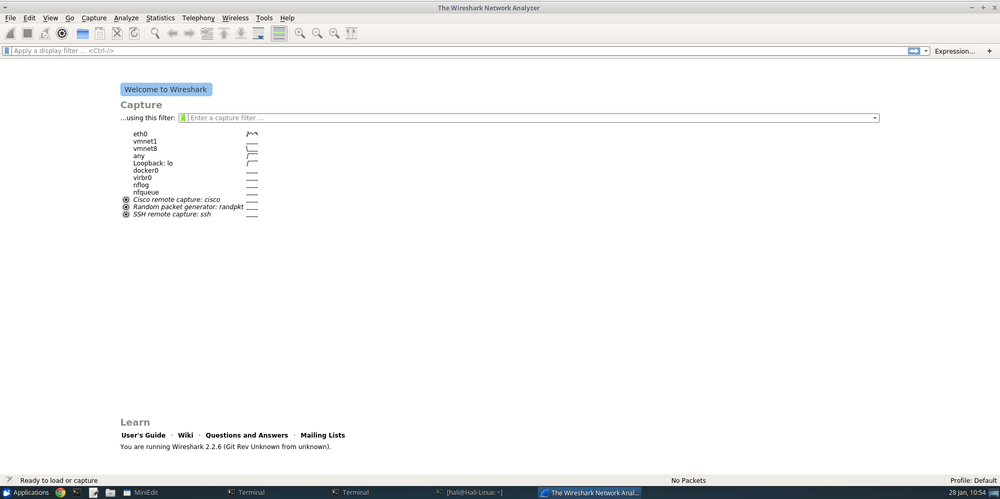 The Wireshark Network Analyzer
File Edit View Go Capture Analyze Statistics Telephony Wireless Tools Help
Apply a display filter ... <Ctrl-/> Expression... +
Welcome to Wireshark
Capture
...using this filter: Enter a capture filter ...
eth0
vmnet1
vmnet8
any
Loopback: lo
docker0
virbr0
nflog
nfqueue
Cisco remote capture: cisco
Random packet generator: randpkt
SSH remote capture: ssh
Learn
User's Guide · Wiki · Questions and Answers · Mailing Lists
You are running Wireshark 2.2.6 (Git Rev Unknown from unknown).
Ready to load or capture No Packets Profile: Default
Applications MiniEdit Terminal Terminal [hali@Hali-Linux: ~] The Wireshark Network Anal... 28 Jan, 10:54